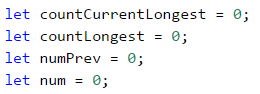 let countCurrentLongest = 0;
let countLongest = 0;
let numPrev = 0;
let num = 0;